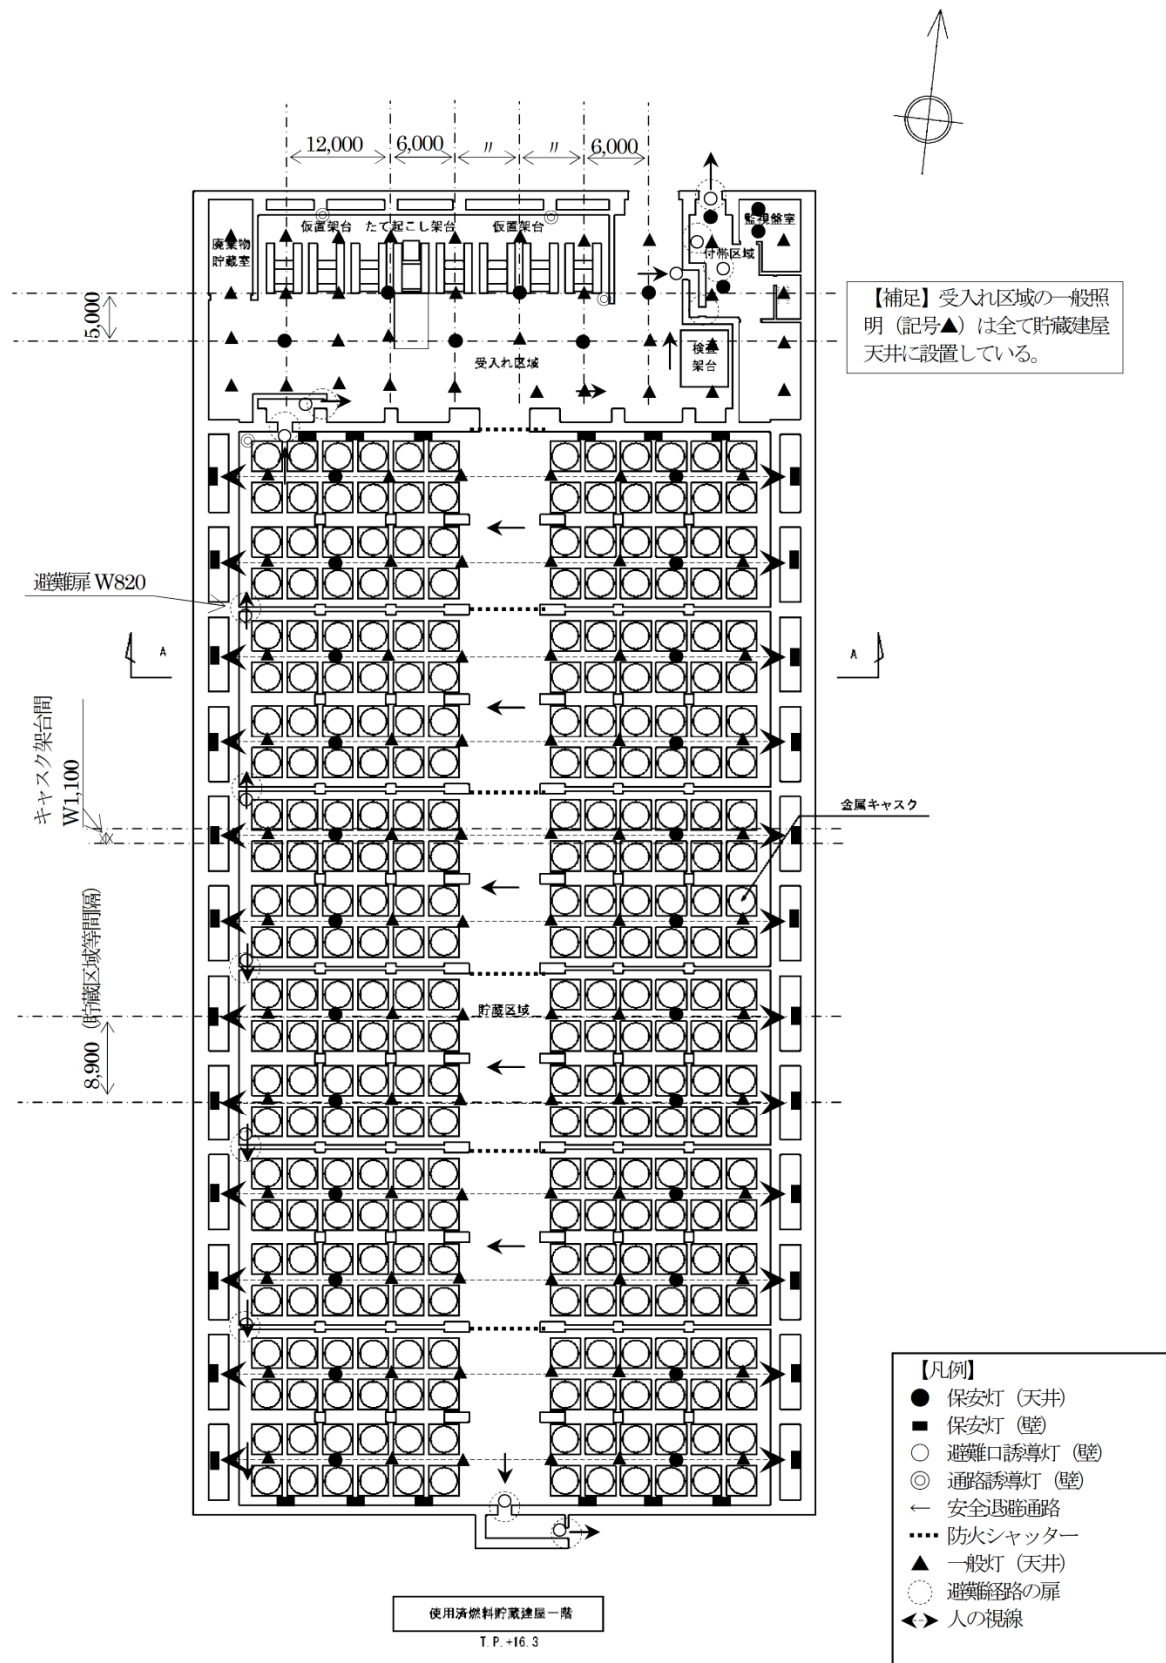 12,000
6,000
〃
〃
6,000
仮置架台
たて起こし架台
仮置架台
監視盤室
廃棄物
貯蔵室
付帯区域
5,000
【補足】受入れ区域の一般照
明（記号▲）は全て貯蔵建屋
天井に設置している。
検査
架台
受入れ区域
避難扉 W820
A
A
キャスク架台間
W1,100
金属キャスク
8,900（貯蔵区域等間隔）
貯蔵区域
【凡例】
● 保安灯（天井）
■ 保安灯（壁）
○ 避難口誘導灯（壁）
◎ 通路誘導灯（壁）
← 安全退避通路
防火シャッター
▲ 一般灯（天井）
避難経路の扉
人の視線
使用済燃料貯蔵建屋一階
T.P.+16.3